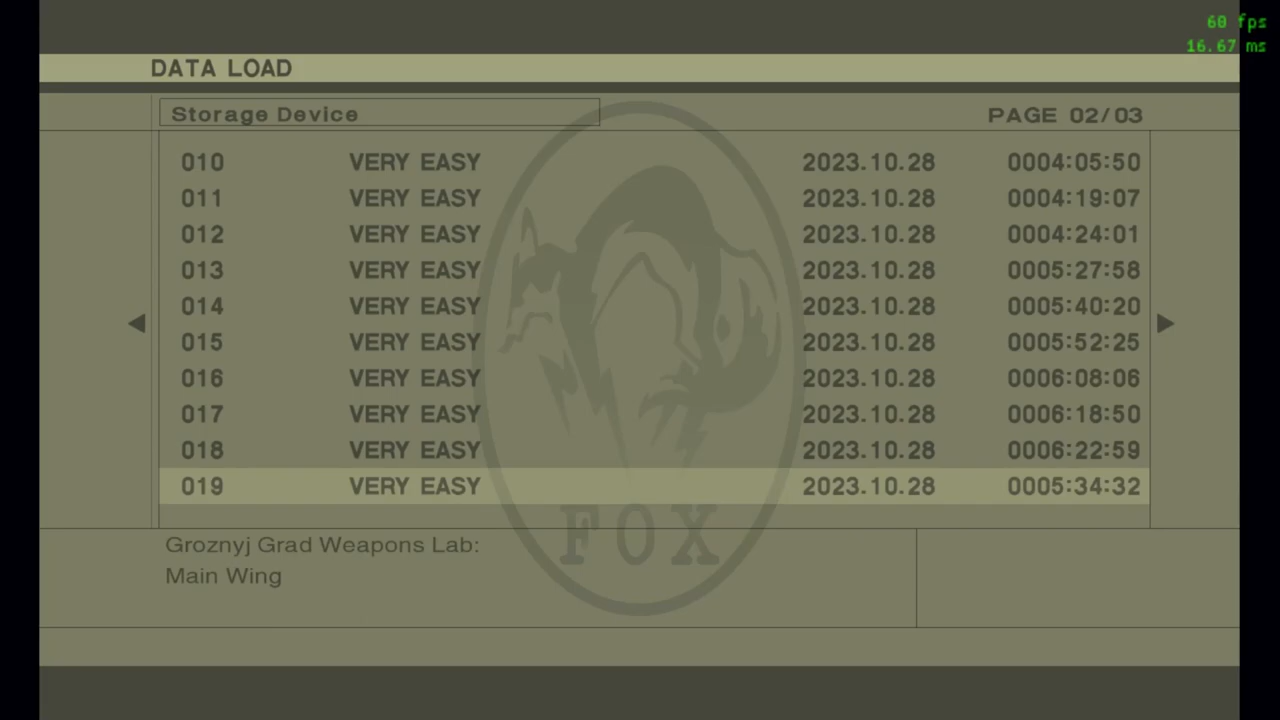 60 fps
16.67 ms
DATA LOAD
Storage Device PAGE 02/03
010 VERY EASY 2023.10.28 0004:05:50
011 VERY EASY 2023.10.28 0004:19:07
012 VERY EASY 2023.10.28 0004:24:01
013 VERY EASY 2023.10.28 0005:27:58
014 VERY EASY 2023.10.28 0005:40:20
015 VERY EASY 2023.10.28 0005:52:25
016 VERY EASY 2023.10.28 0006:08:06
017 VERY EASY 2023.10.28 0006:18:50
018 VERY EASY 2023.10.28 0006:22:59
019 VERY EASY 2023.10.28 0005:34:32
FOX
Groznyj Grad Weapons Lab:
Main Wing